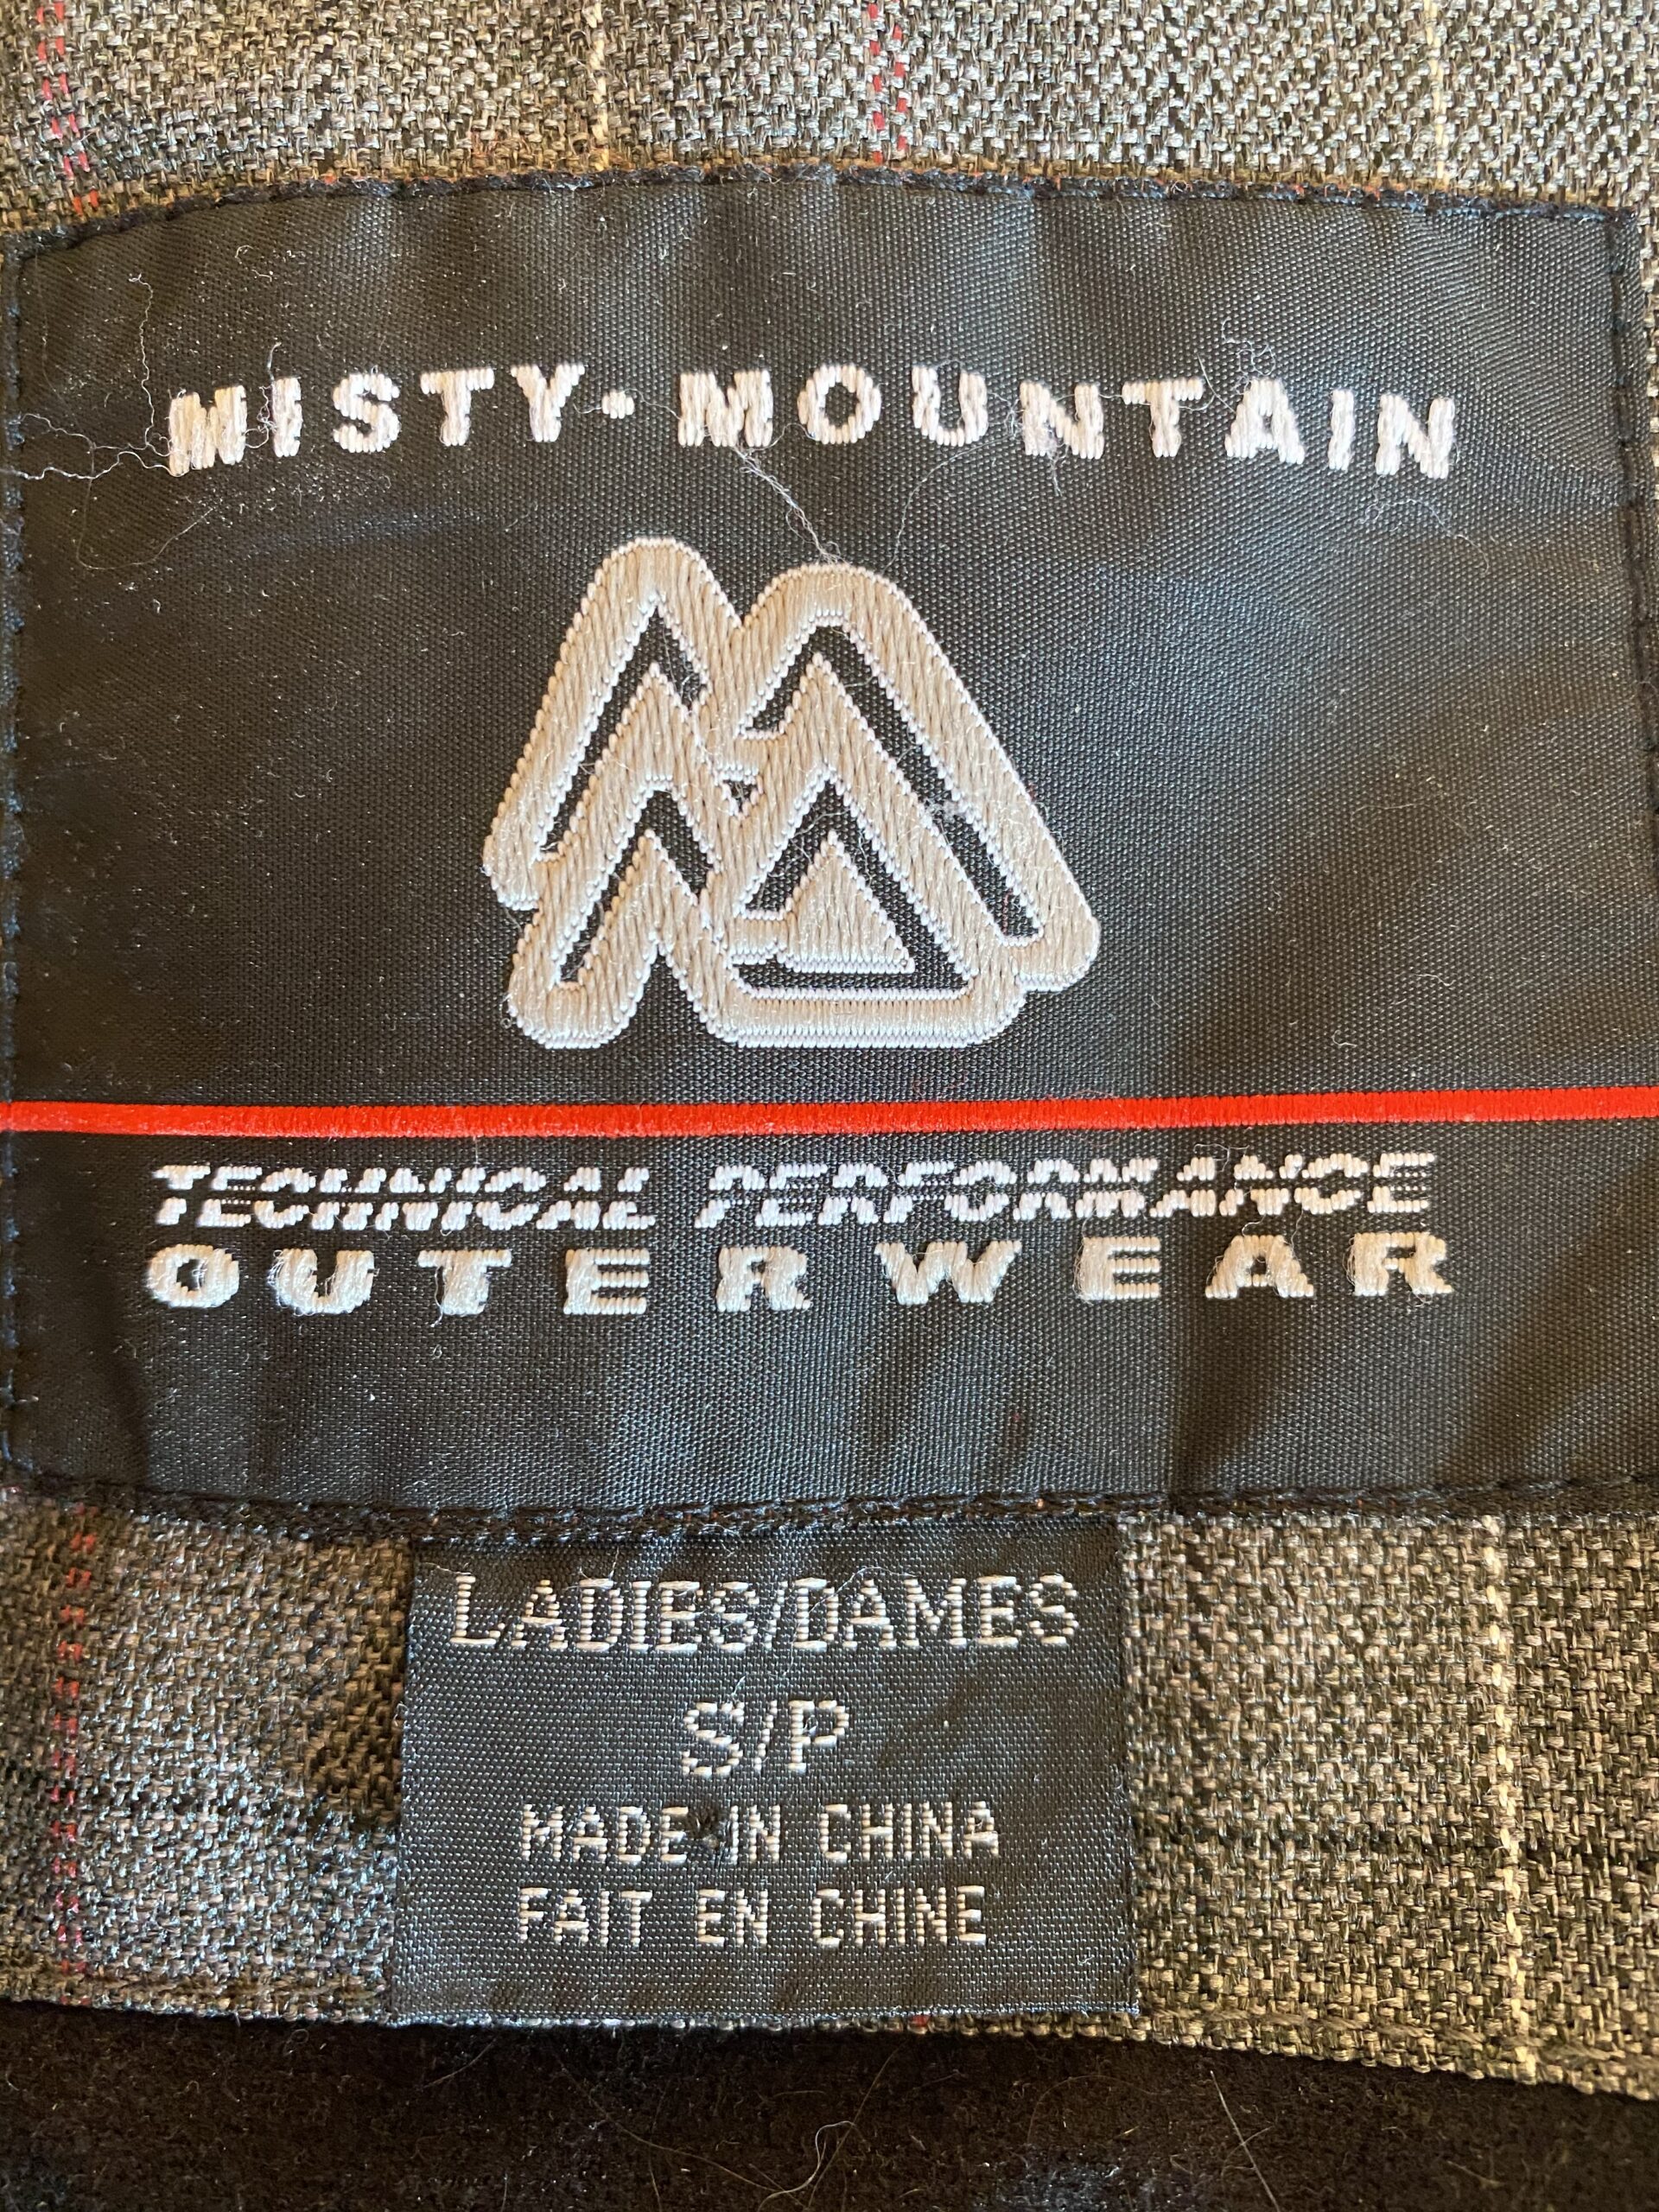 MISTY•MOUNTAIN
TECHNICAL PERFORMANCE
OUTERWEAR
LADIES/DAMES
S/P
MADE IN CHINA
FAIT EN CHINE